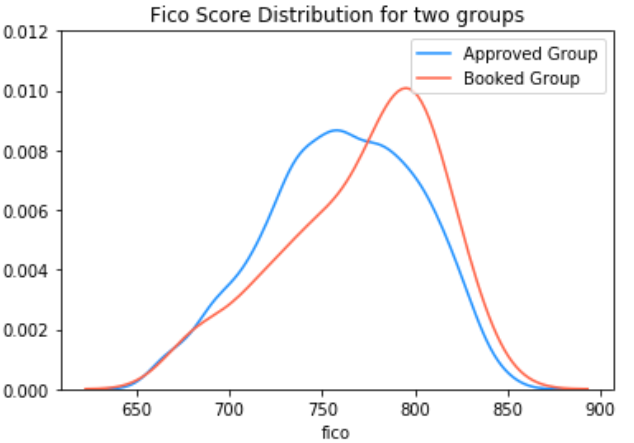 Fico Score Distribution for two groups
0.012
0.010
0.008
0.006
0.004
0.002
0.000
Approved Group
Booked Group
650 700 750 800 850 900
fico